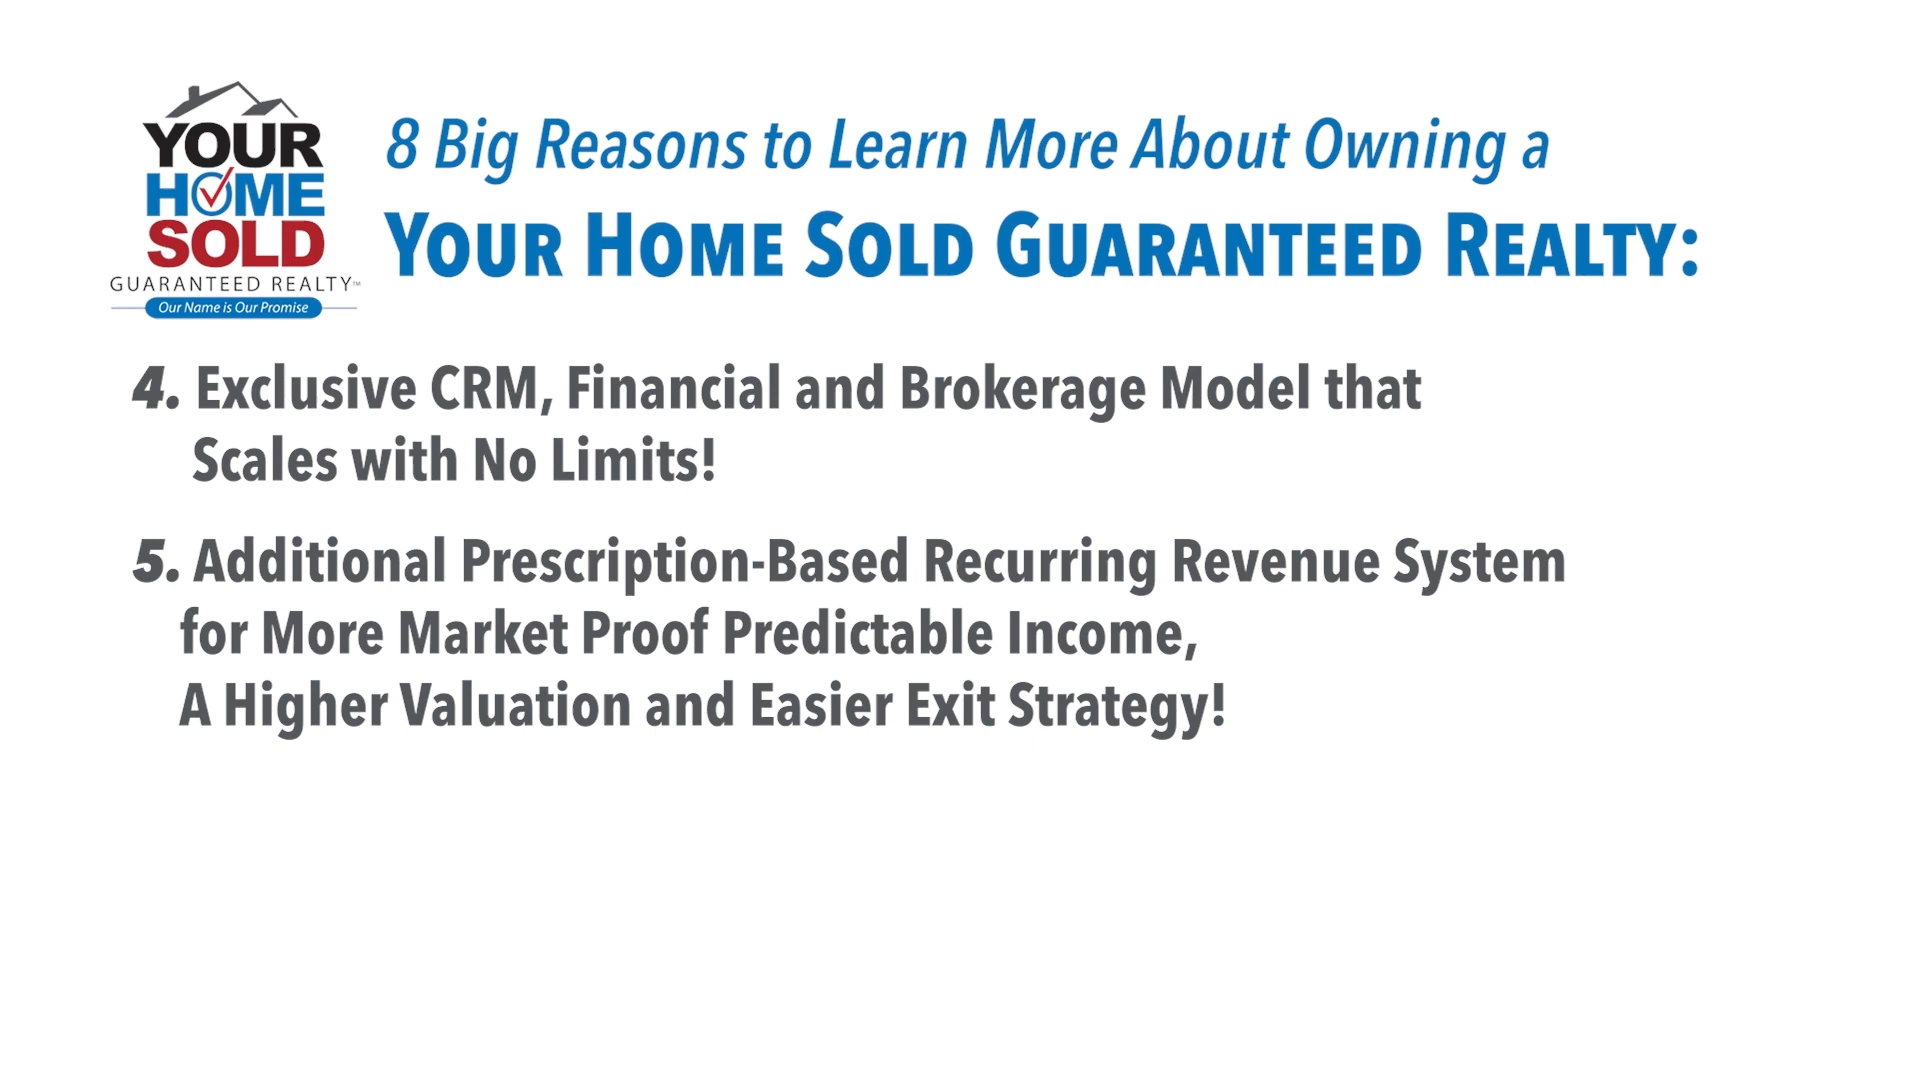 YOUR
HOME
SOLD
GUARANTEED REALTY™
Our Name is Our Promise
8 Big Reasons to Learn More About Owning a
YOUR HOME SOLD GUARANTEED REALTY:
4. Exclusive CRM, Financial and Brokerage Model that
Scales with No Limits!
5. Additional Prescription-Based Recurring Revenue System
for More Market Proof Predictable Income,
A Higher Valuation and Easier Exit Strategy!